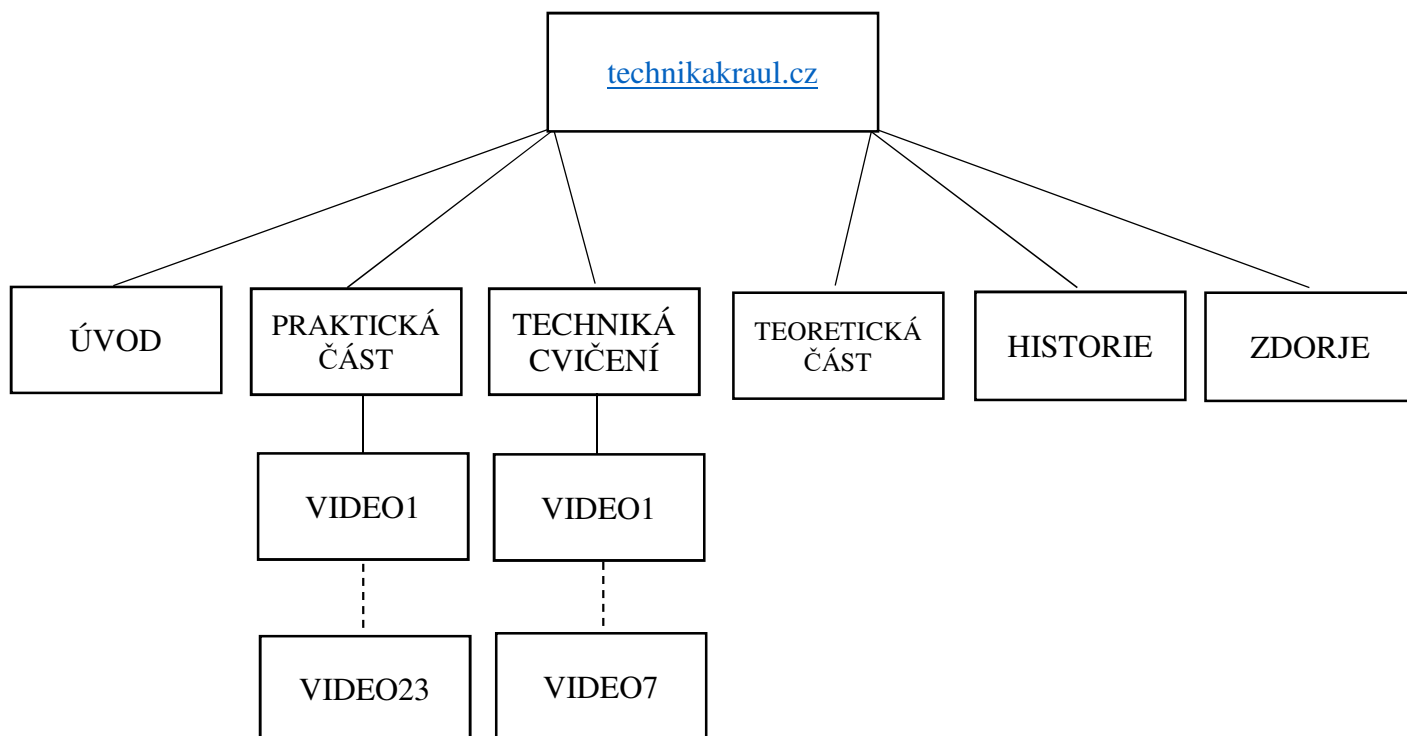 technikakraul.cz
ÚVOD
PRAKTICKÁ
ČÁST
TECHNIKÁ
CVIČENÍ
TEORETICKÁ
ČÁST
HISTORIE
ZDORJE
VIDEO1
VIDEO1
VIDEO23
VIDEO7